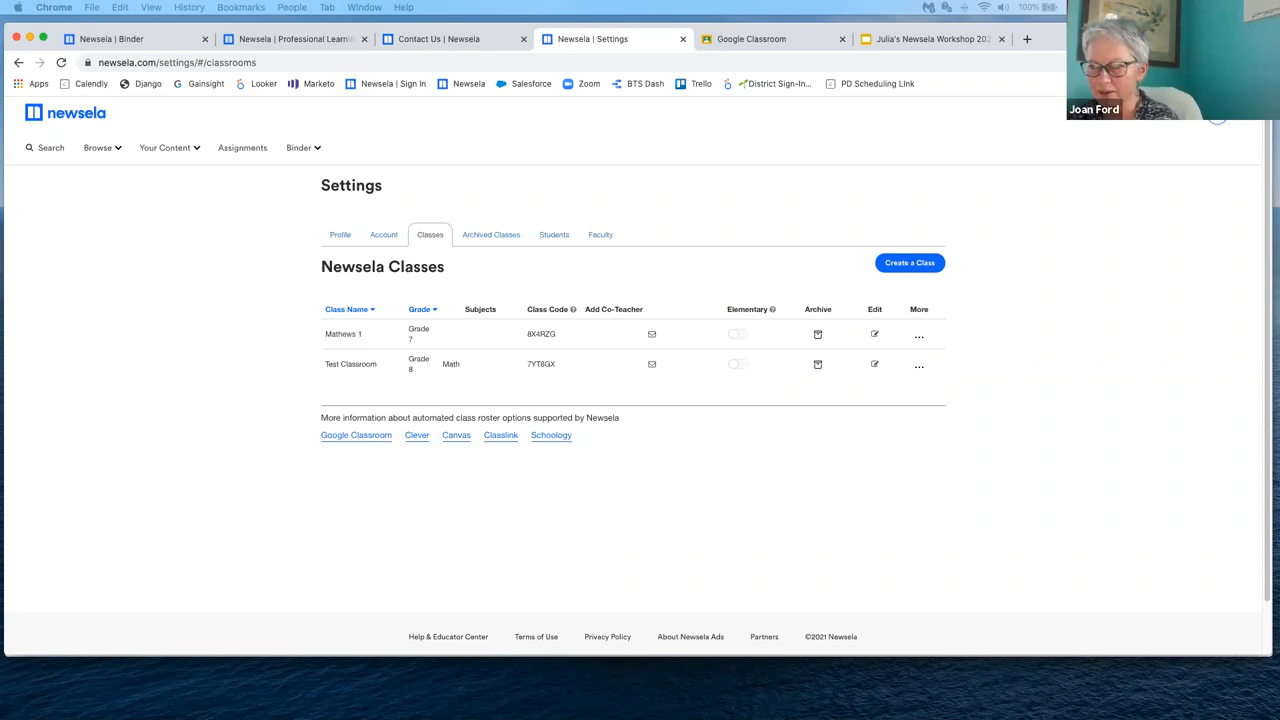 Chrome File Edit View History Bookmarks People Tab Window Help 100%
Newsela | Binder Newsela | Professional Learnin Contact Us | Newsela Newsela | Settings Google Classroom Julia's Newsela Workshop 202
newsela.com/settings/#/classrooms
Apps Calendly Django Gainsight Looker Marketo Newsela | Sign In Newsela Salesforce Zoom BTS Dash Trello District Sign-In... PD Scheduling LInk
Joan Ford
newsela
Search Browse Your Content Assignments Binder
Settings
Profile Account Classes Archived Classes Students Faculty
Newsela Classes Create a Class
Class Name Grade Subjects Class Code Add Co-Teacher Elementary Archive Edit More
Mathews 1 Grade 7 8X4RZG ...
Test Classroom Grade 8 Math 7YT8GX ...
More information about automated class roster options supported by Newsela
Google Classroom Clever Canvas Classlink Schoology
Help & Educator Center Terms of Use Privacy Policy About Newsela Ads Partners ©2021 Newsela